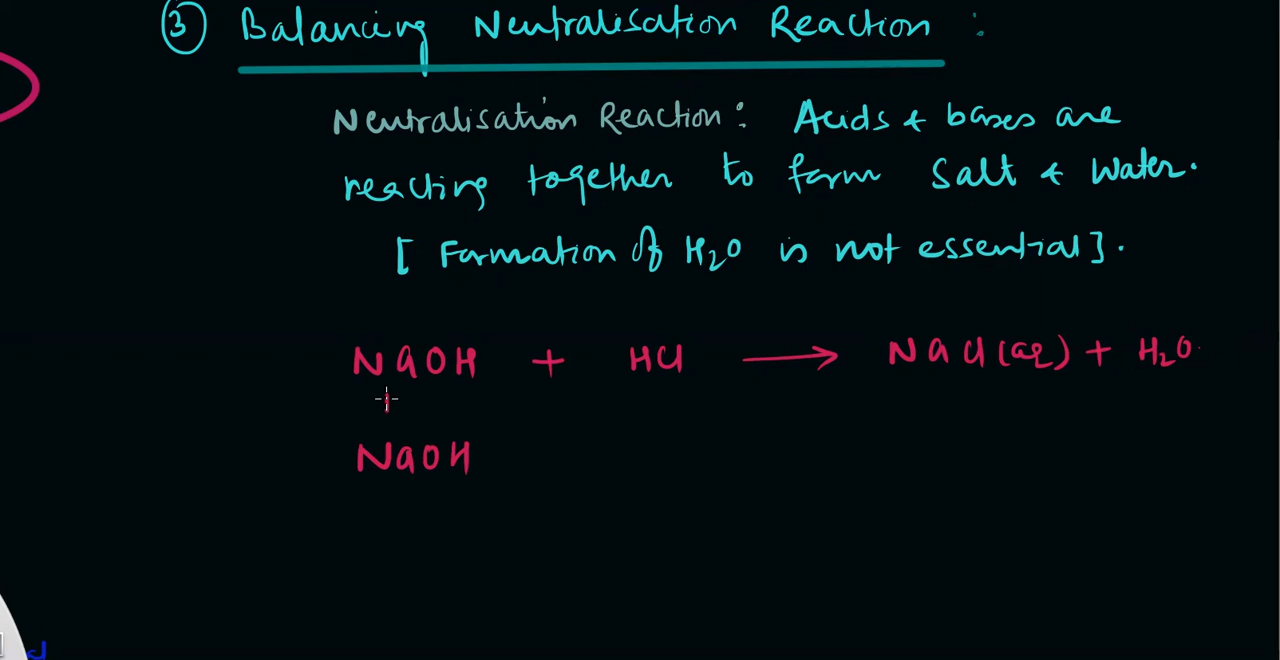 ③ Balancing Neutralisation Reaction :
Neutralisation Reaction : Acids & bases are
reacting together to form Salt & Water.
[ Formation of H₂O is not essential ].
NaOH + HCl ⟶ NaCl(aq) + H₂O
NaOH
d